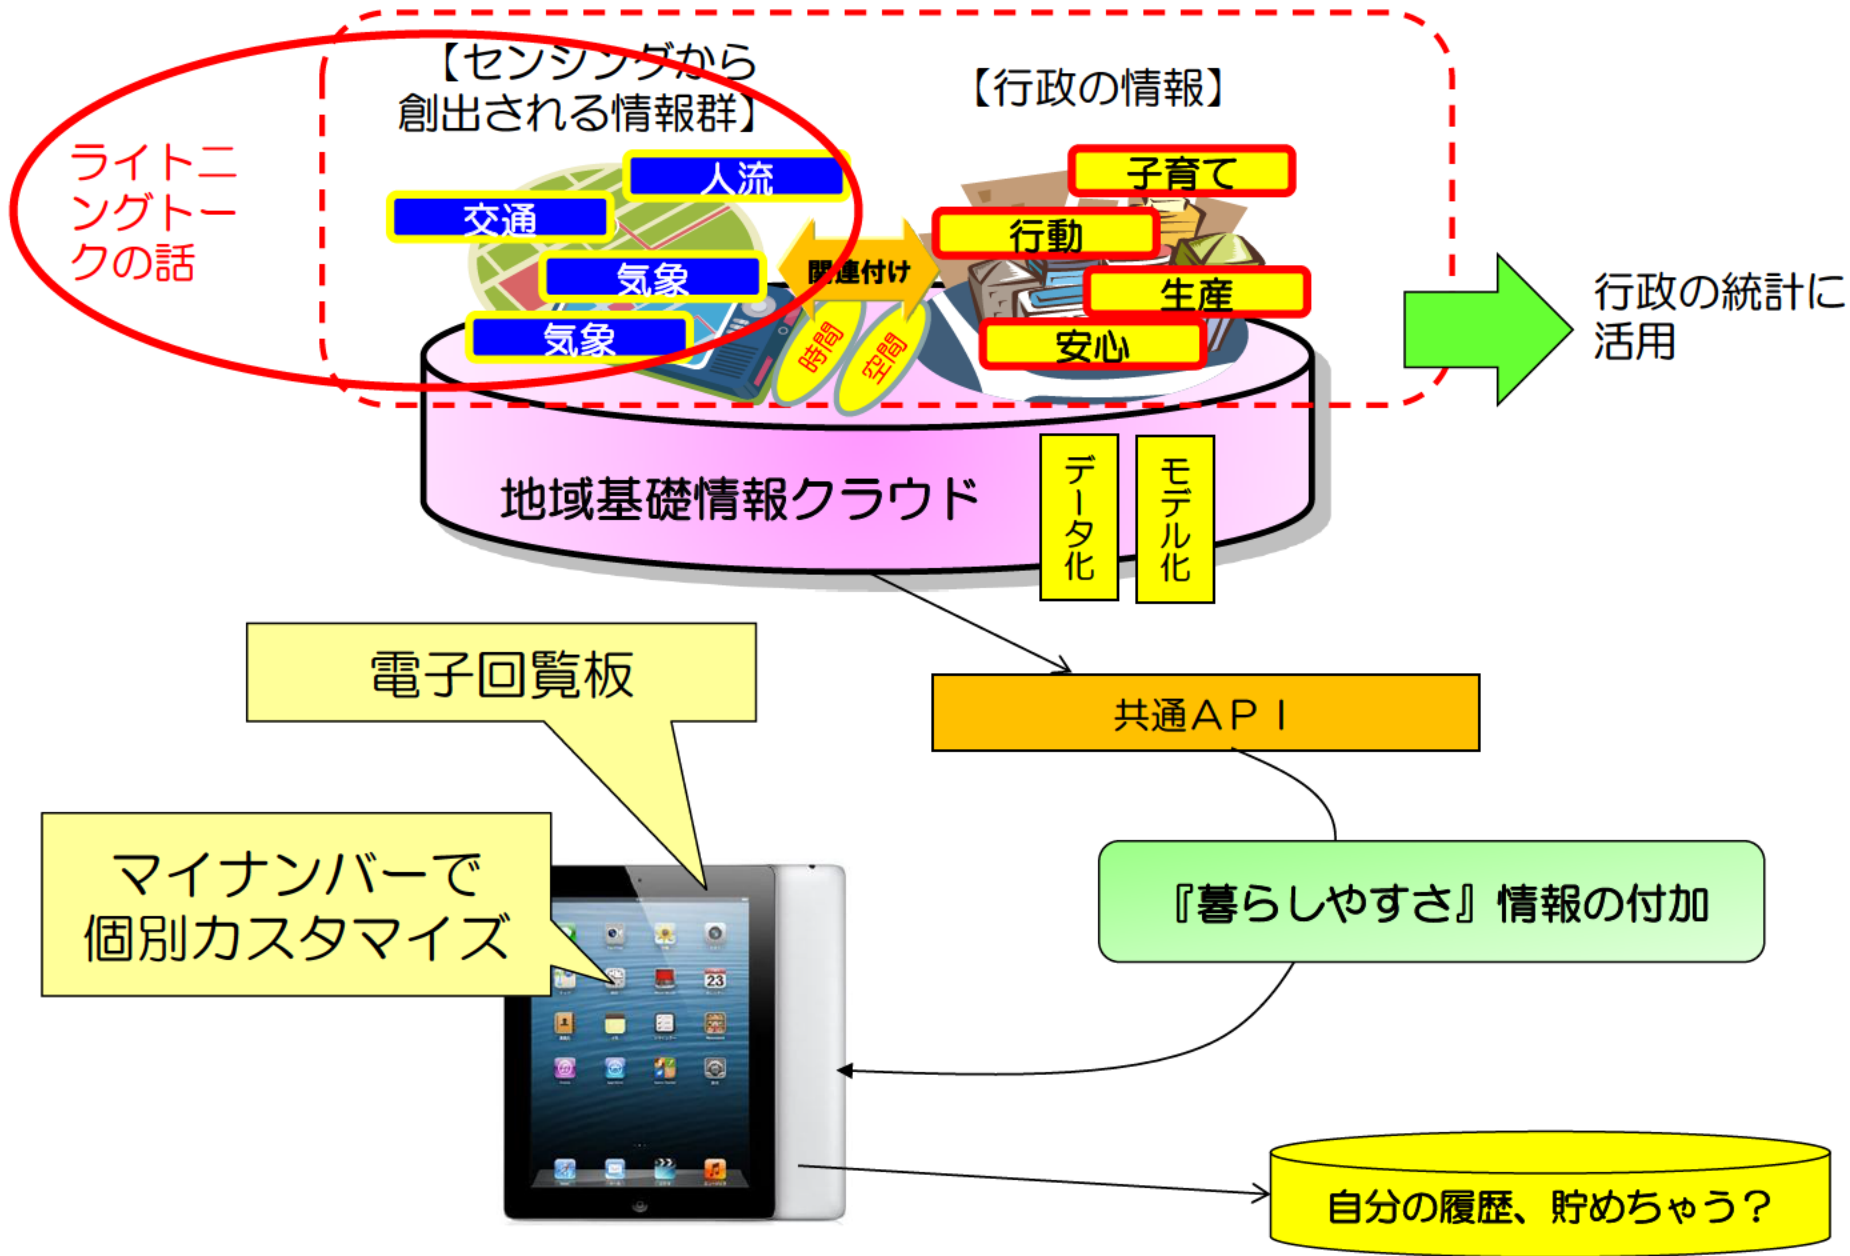 【センシングから
創出される情報群】
【行政の情報】
ライトニ
ングトー
クの話
人流
交通
気象
気象
関連付け
時間
空間
子育て
行動
生産
安心
行政の統計に
活用
地域基礎情報クラウド
データ化
モデル化
電子回覧板
共通ＡＰＩ
マイナンバーで
個別カスタマイズ
『暮らしやすさ』情報の付加
23
自分の履歴、貯めちゃう？